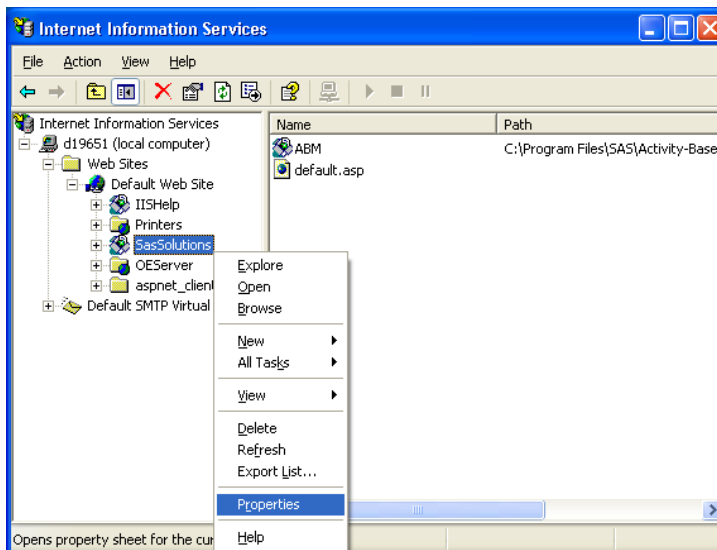 Internet Information Services
File Action View Help
Internet Information Services
d19651 (local computer)
Web Sites
Default Web Site
IISHelp
Printers
SasSolutions
OEServer
aspnet_client
Default SMTP Virtual
Name Path
ABM C:\Program Files\SAS\Activity-Base
default.asp
Explore
Open
Browse
New
All Tasks
View
Delete
Refresh
Export List...
Properties
Help
Opens property sheet for the cur